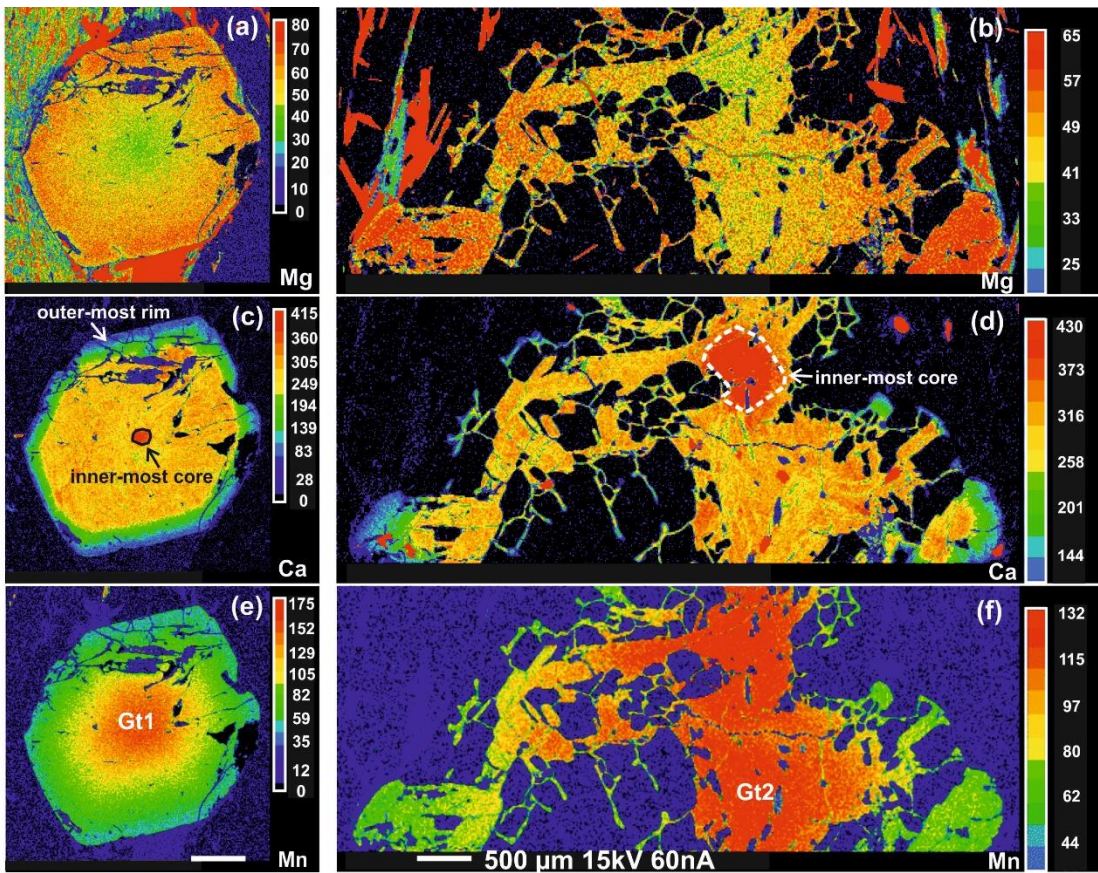 (a)
80
70
60
50
40
30
20
10
0
Mg
(b)
65
57
49
41
33
25
Mg
outer-most rim
(c)
inner-most core
415
360
305
249
194
139
83
28
0
Ca
(d)
inner-most core
430
373
316
258
201
144
Ca
(e)
Gt1
175
152
129
105
82
59
35
12
0
Mn
(f)
Gt2
500 μm 15kV 60nA
132
115
97
80
62
44
Mn